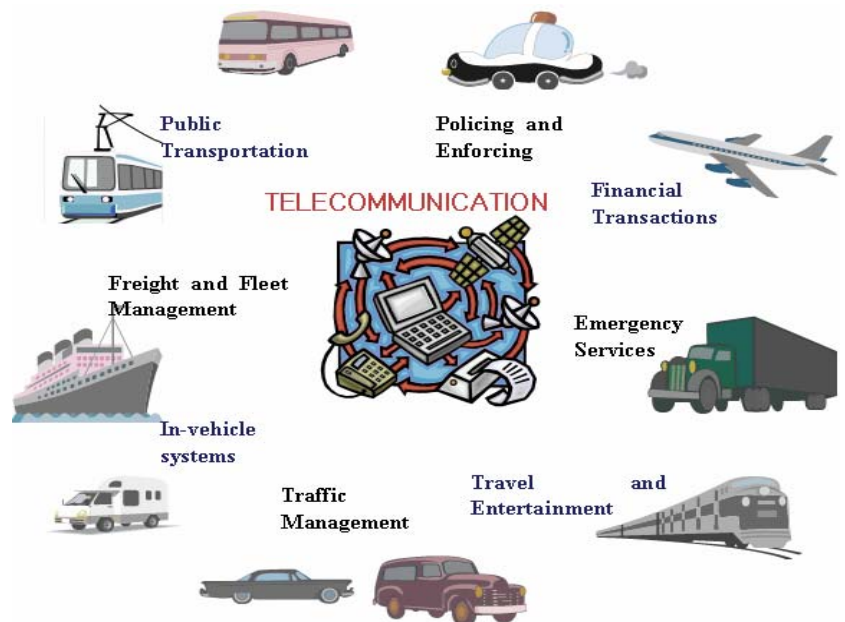 Public
Transportation
Policing and
Enforcing
Financial
Transactions
TELECOMMUNICATION
Freight and Fleet
Management
Emergency
Services
In-vehicle
systems
Traffic
Management
Travel and
Entertainment